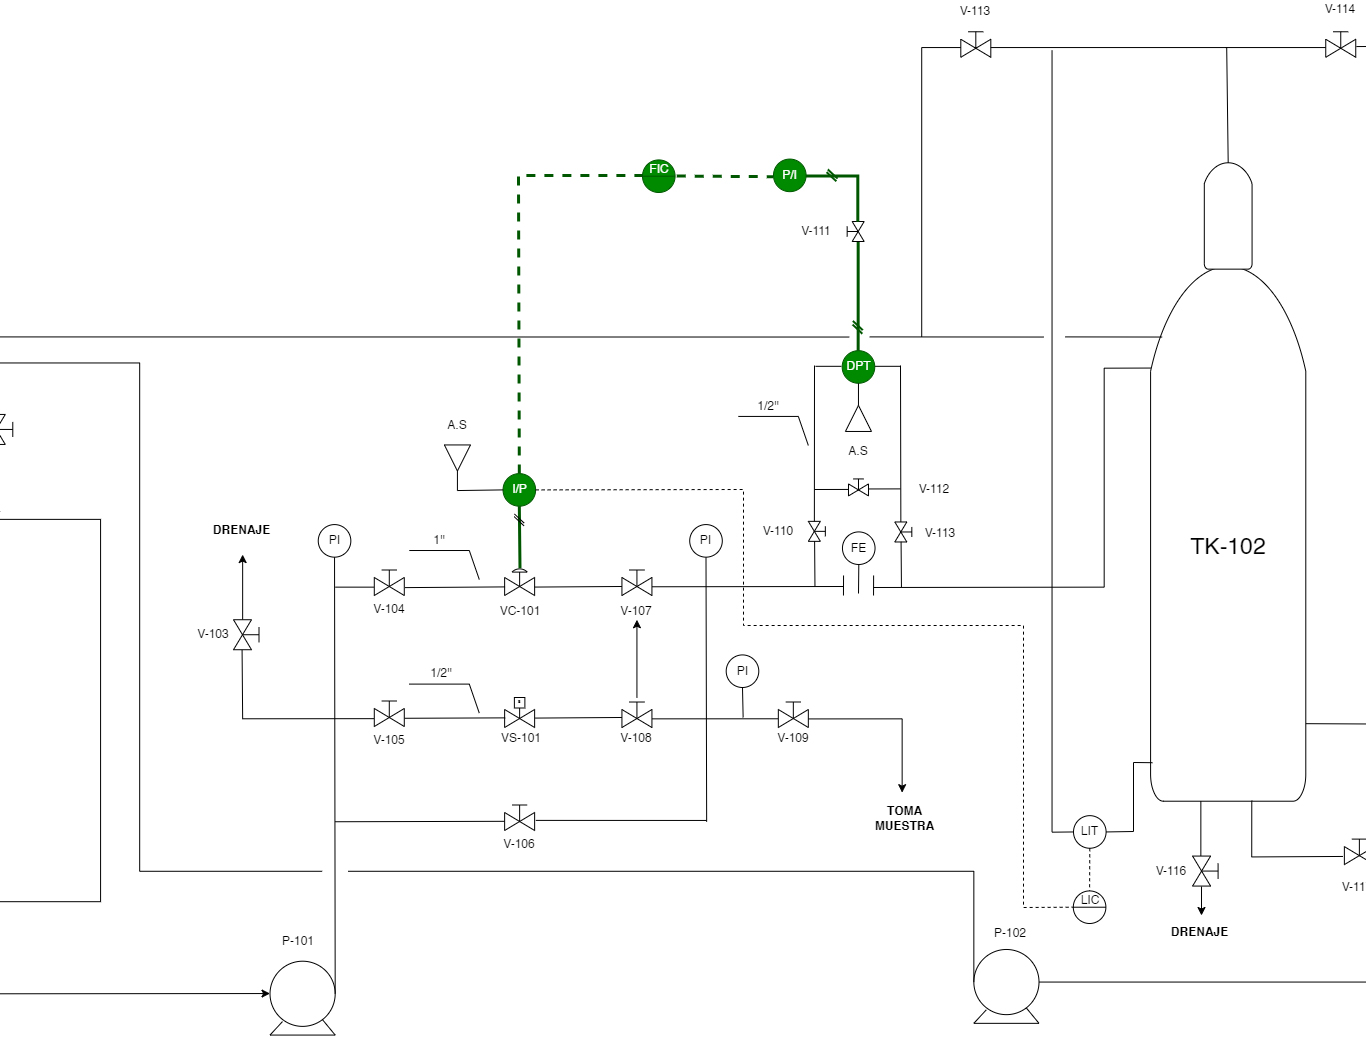 V-113
V-114
FIC
P/I
V-111
DPT
1/2"
A.S
A.S
I/P
V-112
DRENAJE
PI
1"
PI
V-110
FE
V-113
TK-102
V-104
VC-101
V-107
V-103
1/2"
PI
V-105
VS-101
V-108
V-109
TOMA
MUESTRA
LIT
V-106
V-116
V-11
LIC
DRENAJE
P-101
P-102